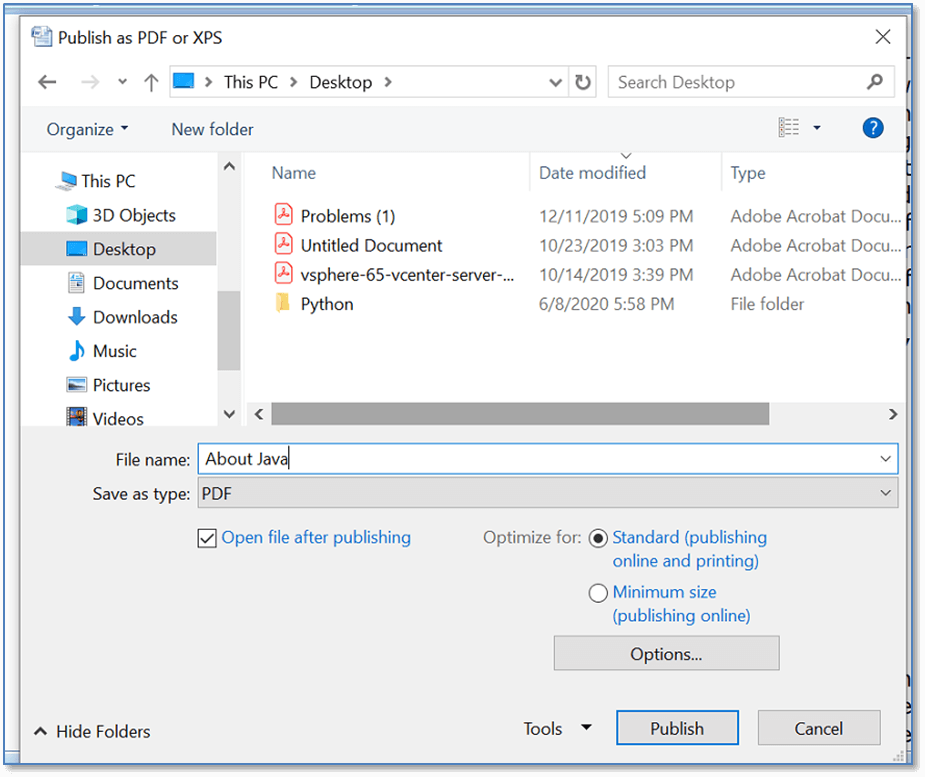 Publish as PDF or XPS
This PC > Desktop >
Search Desktop
Organize
New folder
?
This PC
3D Objects
Desktop
Documents
Downloads
Music
Pictures
Videos
Name Date modified Type
Problems (1) 12/11/2019 5:09 PM Adobe Acrobat Docu...
Untitled Document 10/23/2019 3:03 PM Adobe Acrobat Docu...
vsphere-65-vcenter-server-... 10/14/2019 3:39 PM Adobe Acrobat Docu...
Python 6/8/2020 5:58 PM File folder
File name: About Java
Save as type: PDF
Open file after publishing
Optimize for: Standard (publishing
online and printing)
Minimum size
(publishing online)
Options...
Hide Folders
Tools
Publish
Cancel